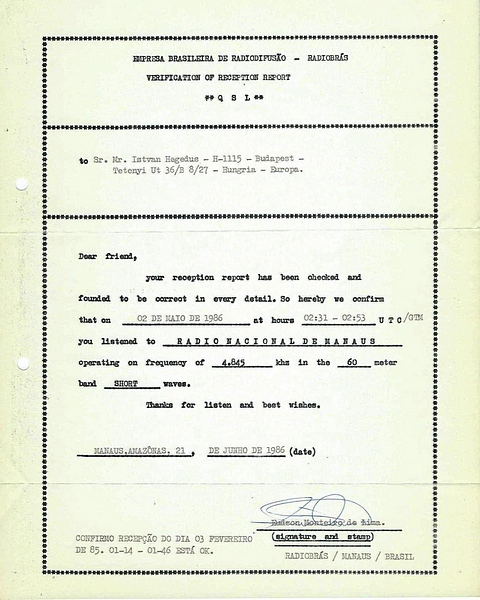 EMPRESA BRASILEIRA DE RADIODIFUSÃO - RADIOBRÁS
VERIFICATION OF RECEPTION REPORT
** Q S L **
to Sr. Mr. Istvan Hegedus - H-1115 - Budapest -
Tetenyi Ut 36/B 8/27 - Hungria - Europa.
Dear friend,
your reception report has been checked and
founded to be correct in every detail. So hereby we confirm
that on 02 DE MAIO DE 1986 at hours 02:31 - 02:53 U T C/GTM
you listened to R A D I O N A C I O N A L D E M A N A U S
operating on frequency of 4.845 khz in the 60 meter
band SHORT waves.
Thanks for listen and best wishes.
MANAUS,AMAZÔNAS. 21 , DE JUNHO DE 1986 (date)
Edson Monteiro de Lima.
(signature and stamp)
CONFIRMO RECEPÇÃO DO DIA 03 FEVEREIRO
DE 85. 01-14 - 01-46 ESTÁ OK.
RADIOBRÁS / MANAUS / BRASIL